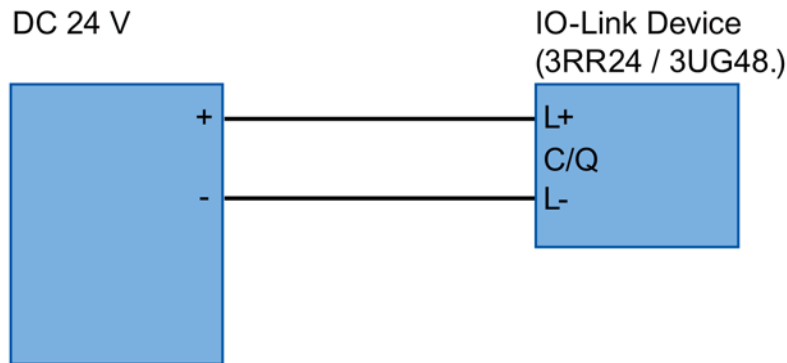 DC 24 V
IO-Link Device
(3RR24 / 3UG48.)
+
L+
C/Q
-
L-